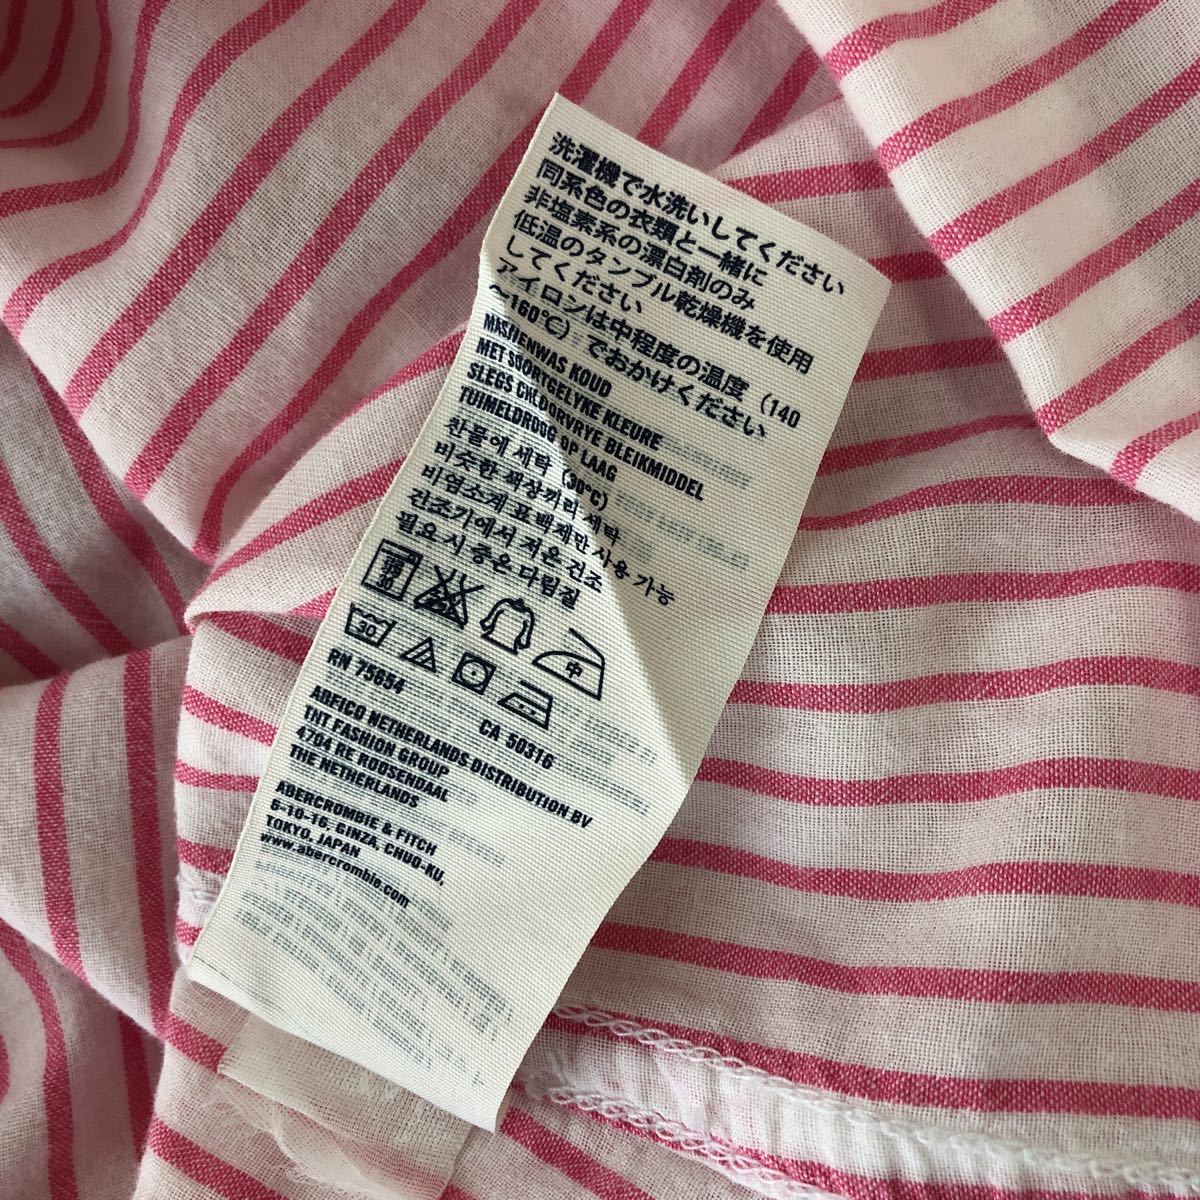 洗濯機で水洗いしてください
同系色の衣類と一緒に
非塩素系の漂白剤のみ
低温のタンブル乾燥機を使用
してください
アイロンは中程度の温度（140
〜160℃）でおかけください
MASJIENWAS KOUD
MET SOORTGELYKE KLEURE
SLEGS CHLOORVRYE BLEIKMIDDEL
TUIMELDROOG OP LAAG
찬물에 세탁 (30℃)
비슷한 색상끼리 세탁
비염소계 표백제만 사용 가능
건조기에서 저온 건조
필요 시 중온 다림질
中
30
RN 75654 CA 50316
ADFICO NETHERLANDS DISTRIBUTION BV
TNT FASHION GROUP
4704 RE ROOSENDAAL
THE NETHERLANDS
ABERCROMBIE & FITCH
6-10-16, GINZA, CHUO-KU,
TOKYO, JAPAN
www.abercrombie.com